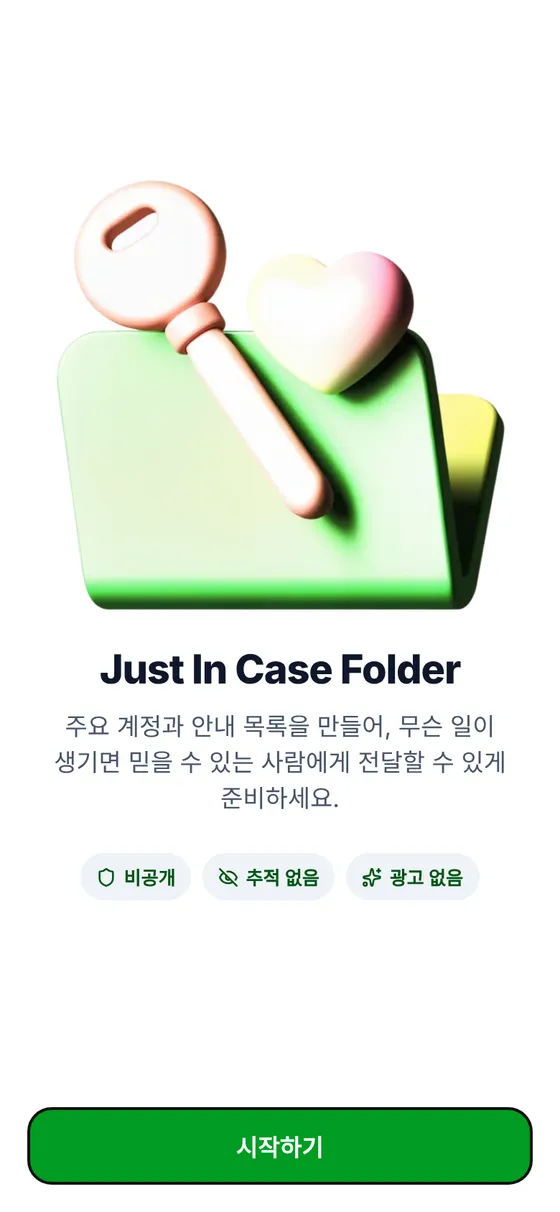 Just In Case Folder
주요 계정과 안내 목록을 만들어, 무슨 일이
생기면 믿을 수 있는 사람에게 전달할 수 있게
준비하세요.
비공개
추적 없음
광고 없음
시작하기